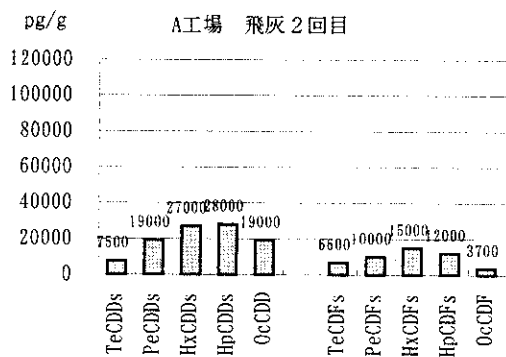 pg/g
A工場 飛灰2回目
120000
100000
80000
60000
40000
20000
0
7500
19000
27000
28000
19000
6600
10000
15000
12000
3700
TeCDDs
PeCDDs
HxCDDs
HpCDDs
OcCDD
TeCDFs
PeCDFs
HxCDFs
HpCDFs
OcCDF